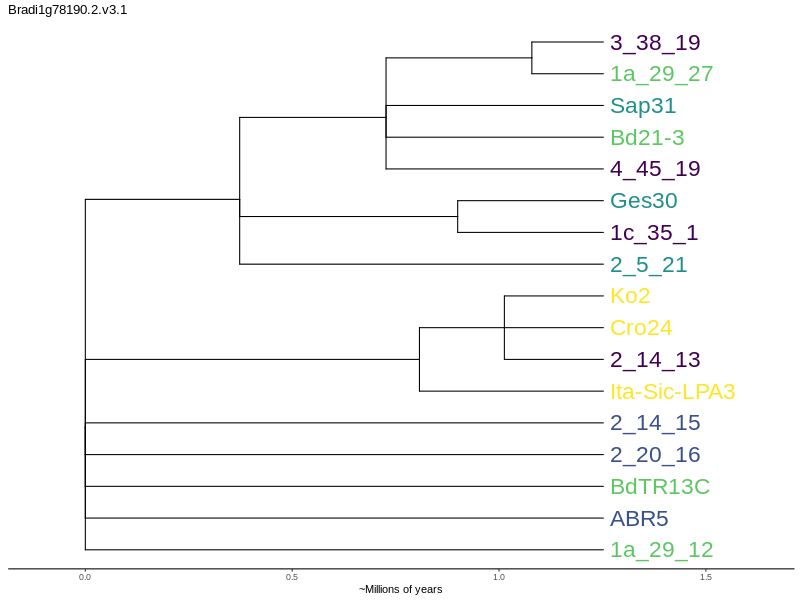 Bradi1g78190.2.v3.1
3_38_19
1a_29_27
Sap31
Bd21-3
4_45_19
Ges30
1c_35_1
2_5_21
Ko2
Cro24
2_14_13
Ita-Sic-LPA3
2_14_15
2_20_16
BdTR13C
ABR5
1a_29_12
0.0 0.5 1.0 1.5
~Millions of years